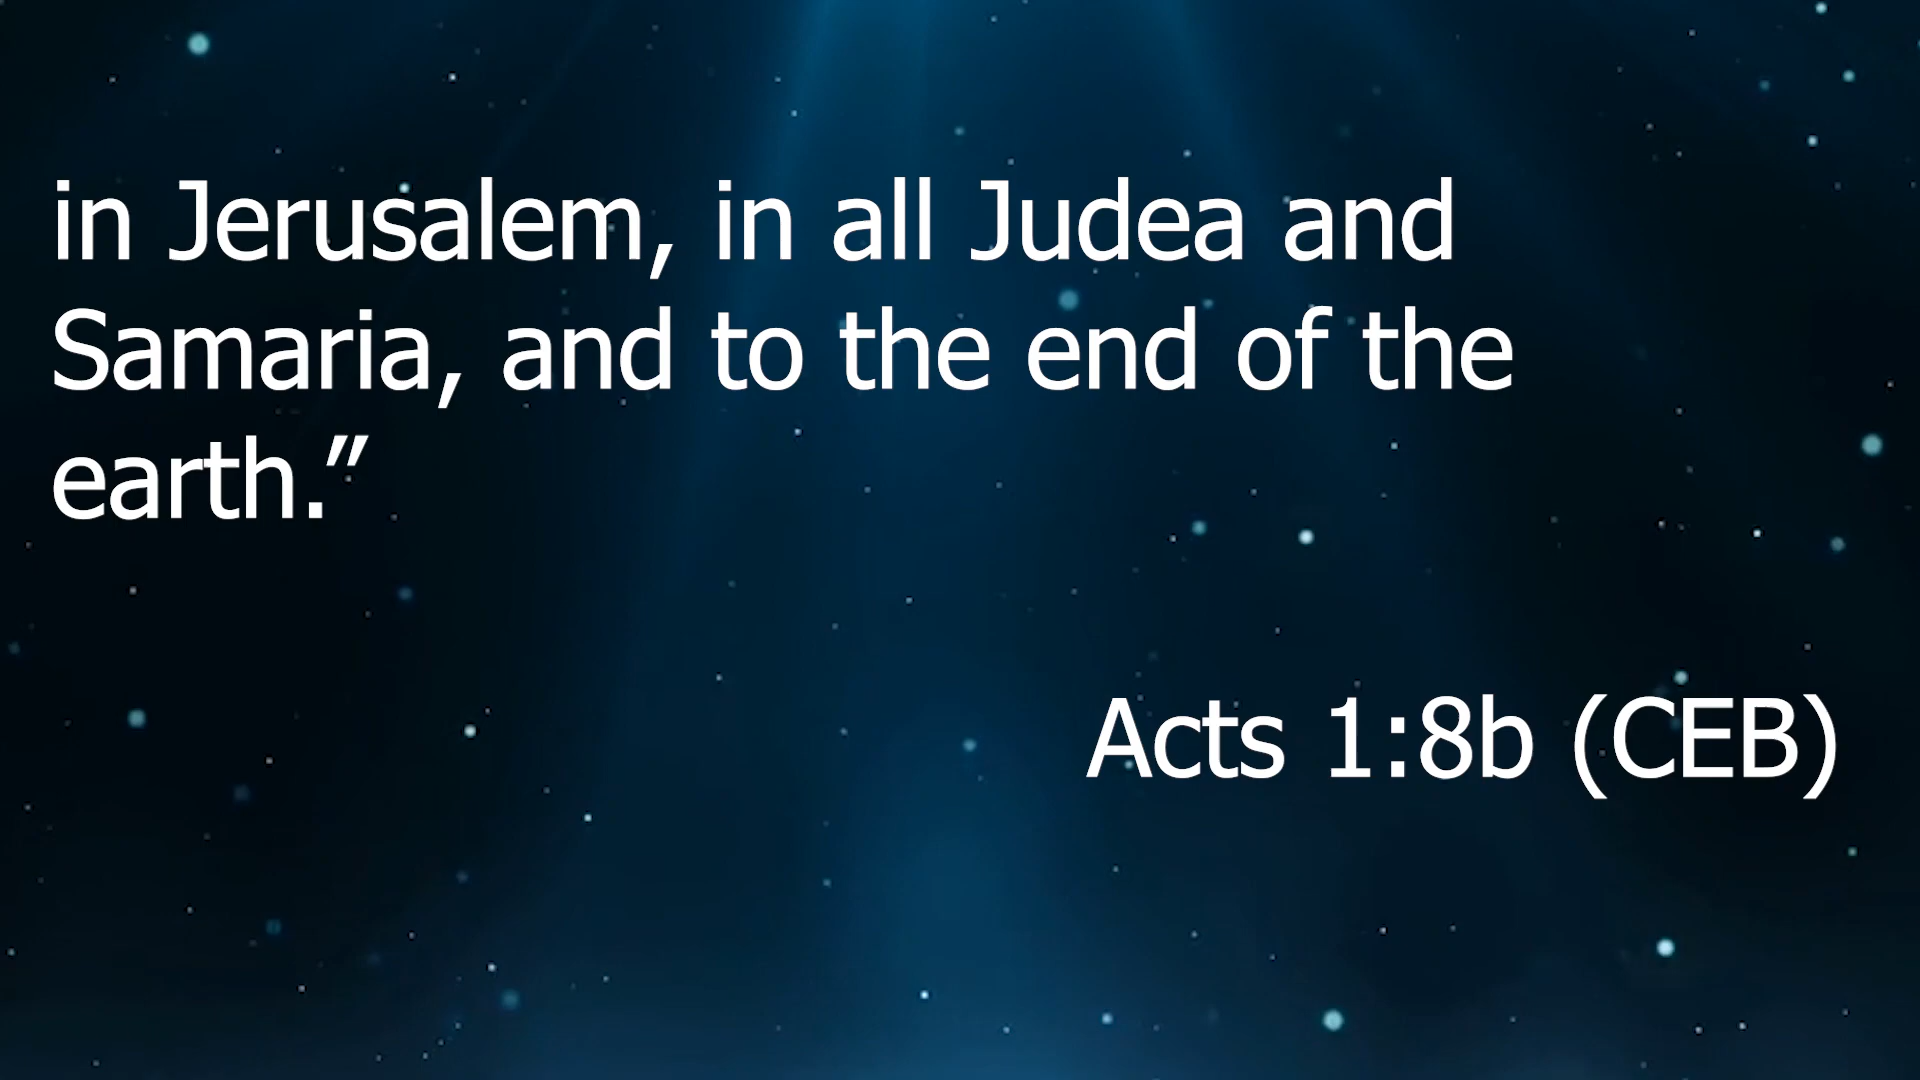 in Jerusalem, in all Judea and
Samaria, and to the end of the
earth.”
Acts 1:8b (CEB)